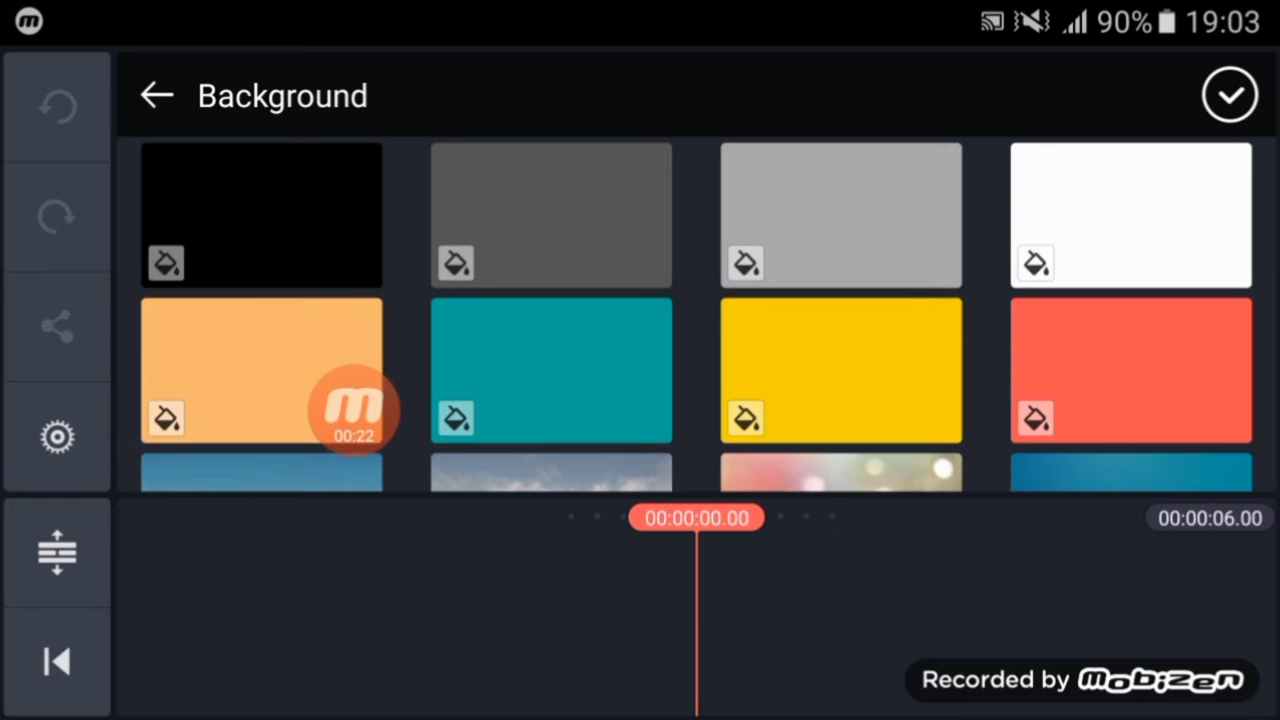 m
90% 19:03
Background
m
00:22
00:00:00.00
00:00:06.00
Recorded by mobizen